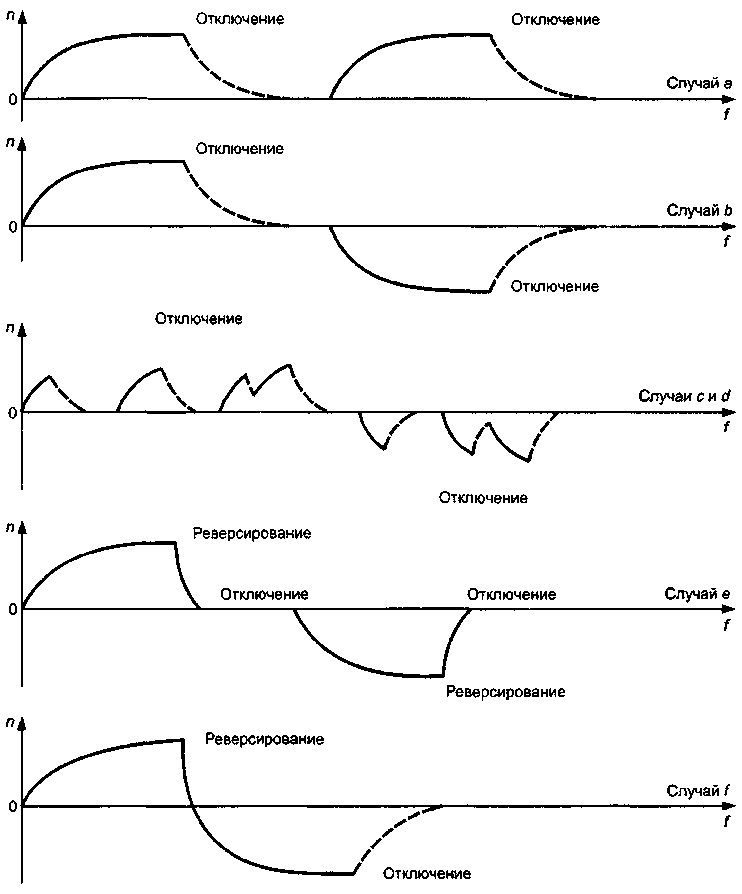 n
Отключение
Отключение
0
Случай a
f
n
Отключение
0
Случай b
f
Отключение
Отключение
n
0
Случаи c и d
f
Отключение
n
Реверсирование
0
Отключение
Отключение
Случай e
f
Реверсирование
n
Реверсирование
0
Случай f
f
Отключение